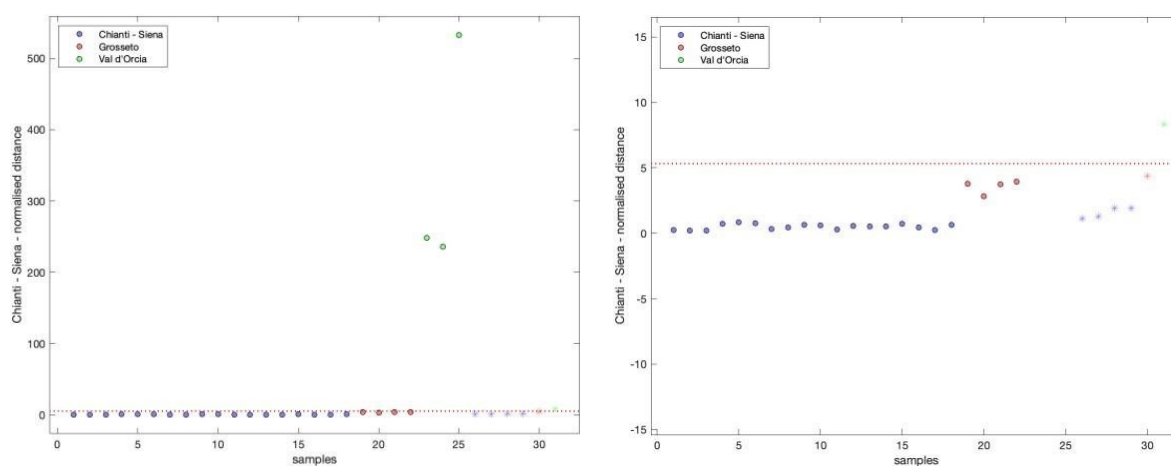 Chianti - Siena
Grosseto
Val d'Orcia
Chianti - Siena - normalised distance
500
400
300
200
100
0
0 5 10 15 20 25 30
samples
Chianti - Siena
Grosseto
Val d'Orcia
Chianti - Siena - normalised distance
15
10
5
0
-5
-10
-15
0 5 10 15 20 25 30
samples